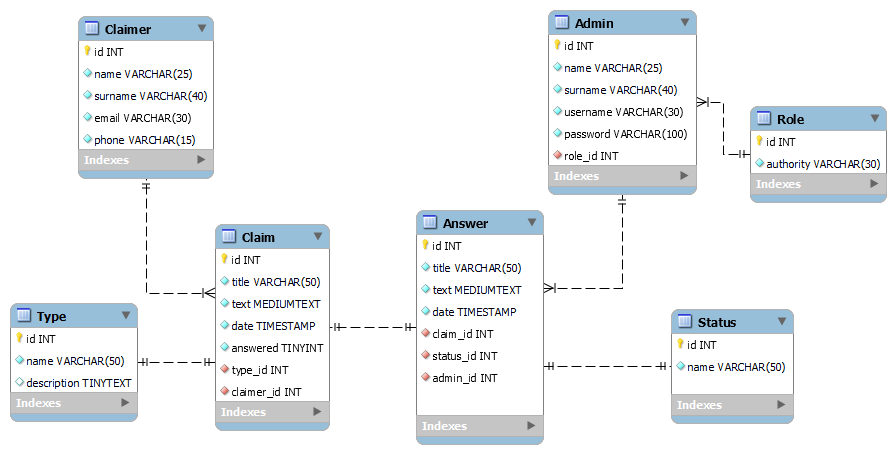 Claimer
id INT
name VARCHAR(25)
surname VARCHAR(40)
email VARCHAR(30)
phone VARCHAR(15)
Indexes
Admin
id INT
name VARCHAR(25)
surname VARCHAR(40)
username VARCHAR(30)
password VARCHAR(100)
role_id INT
Indexes
Role
id INT
authority VARCHAR(30)
Indexes
Claim
id INT
title VARCHAR(50)
text MEDIUMTEXT
date TIMESTAMP
answered TINYINT
type_id INT
claimer_id INT
Indexes
Answer
id INT
title VARCHAR(50)
text MEDIUMTEXT
date TIMESTAMP
claim_id INT
status_id INT
admin_id INT
Indexes
Type
id INT
name VARCHAR(50)
description TINYTEXT
Indexes
Status
id INT
name VARCHAR(50)
Indexes